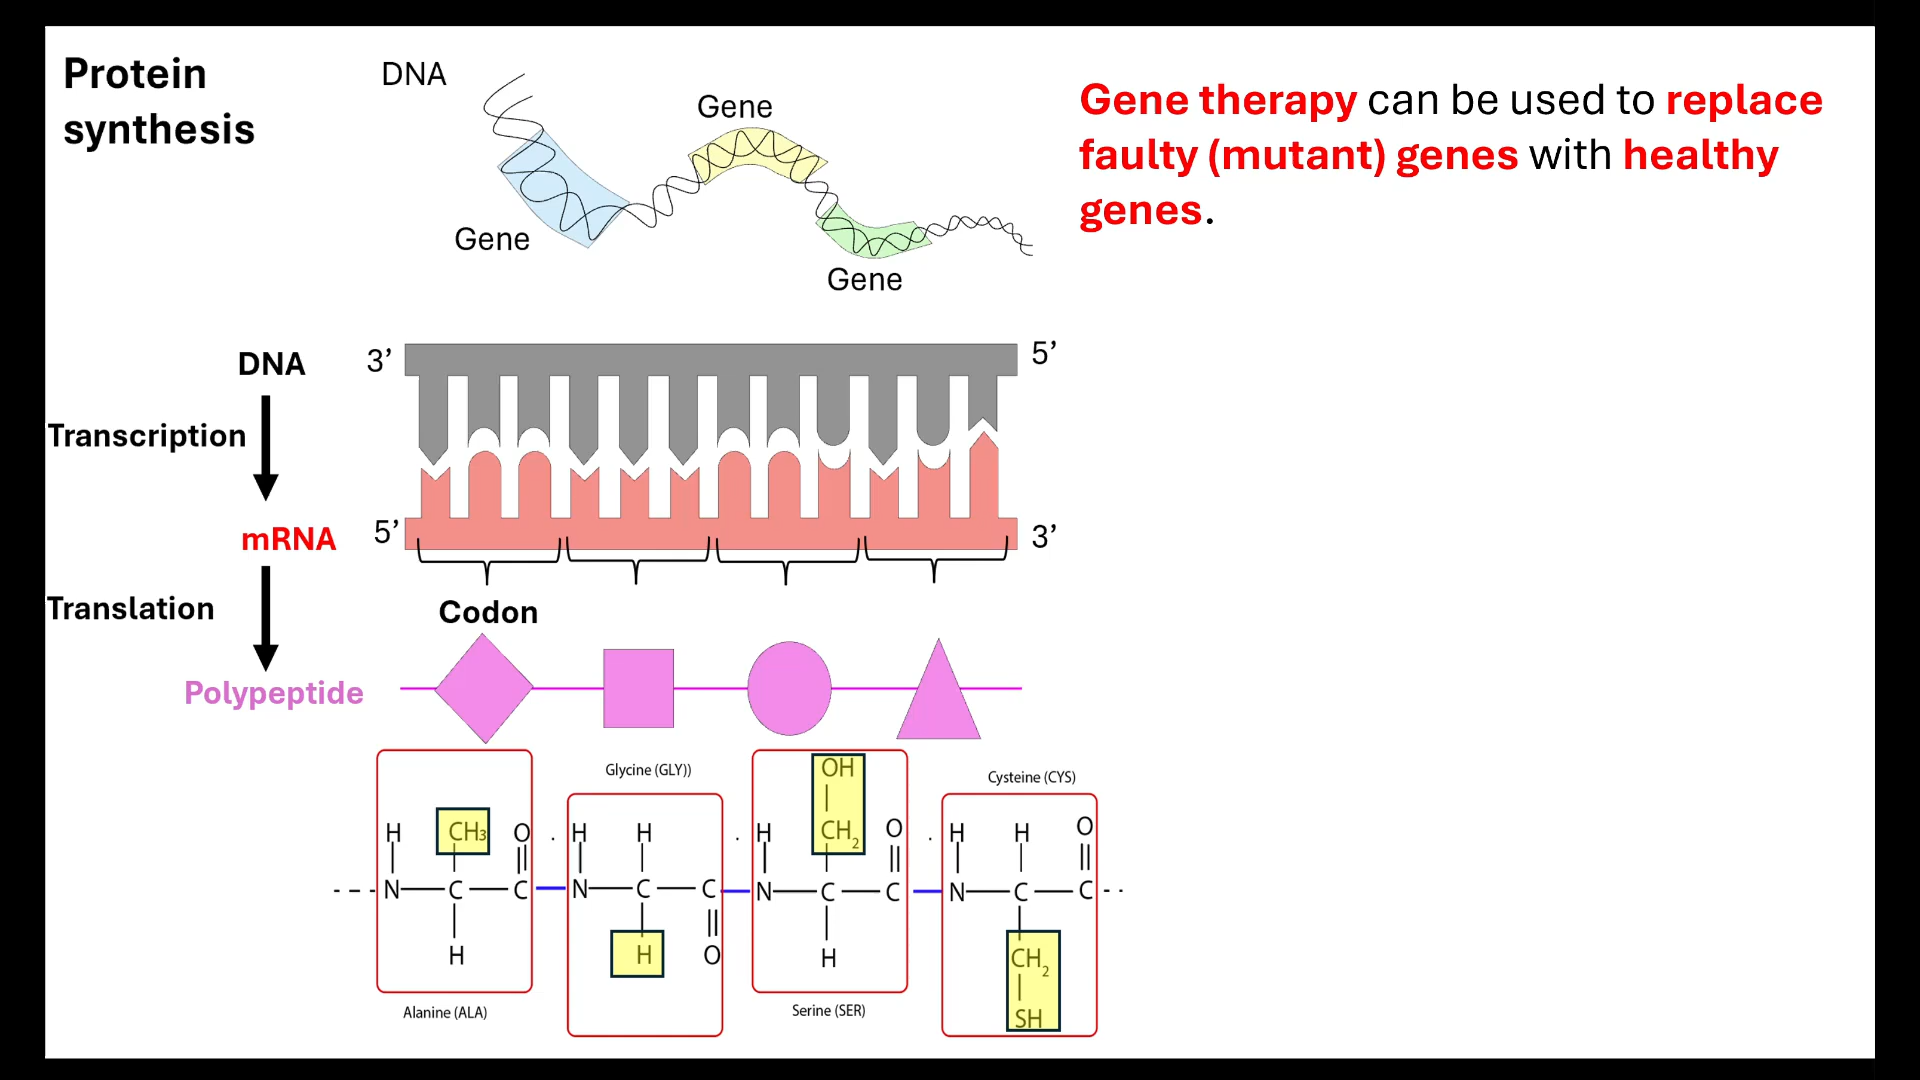 Protein
synthesis
DNA
Gene
Gene
Gene
Gene therapy can be used to replace
faulty (mutant) genes with healthy
genes.
DNA
3’
5’
Transcription
mRNA
5’
3’
Translation
Codon
Polypeptide
Glycine (GLY))
Cysteine (CYS)
OH
H CH₃ O
H H
H CH₂ O
H H O
N C C N C C N C C N C C
H
H O
H
CH₂
SH
Alanine (ALA)
Serine (SER)